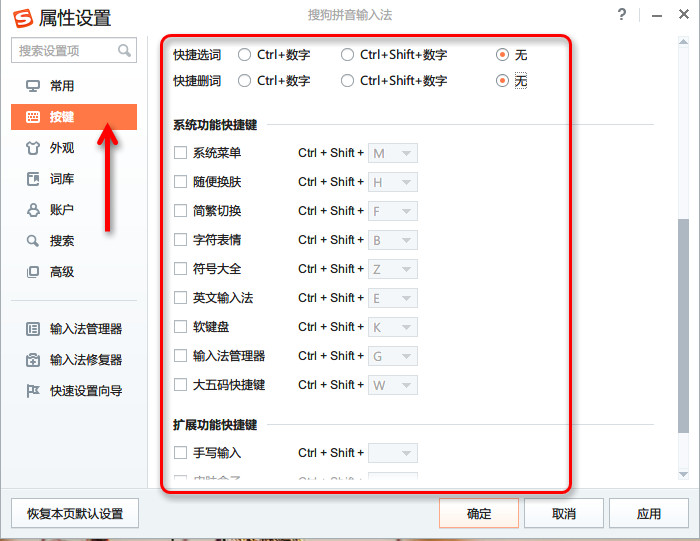 属性设置
搜狗拼音输入法
搜索设置项
常用
按键
外观
词库
账户
搜索
高级
输入法管理器
输入法修复器
快速设置向导
快捷选词 Ctrl+数字 Ctrl+Shift+数字 无
快捷删词 Ctrl+数字 Ctrl+Shift+数字 无
系统功能快捷键
系统菜单 Ctrl + Shift + M
随便换肤 Ctrl + Shift + H
简繁切换 Ctrl + Shift + F
字符表情 Ctrl + Shift + B
符号大全 Ctrl + Shift + Z
英文输入法 Ctrl + Shift + E
软键盘 Ctrl + Shift + K
输入法管理器 Ctrl + Shift + G
大五码快捷键 Ctrl + Shift + W
扩展功能快捷键
手写输入 Ctrl + Shift +
恢复本页默认设置 确定 取消 应用